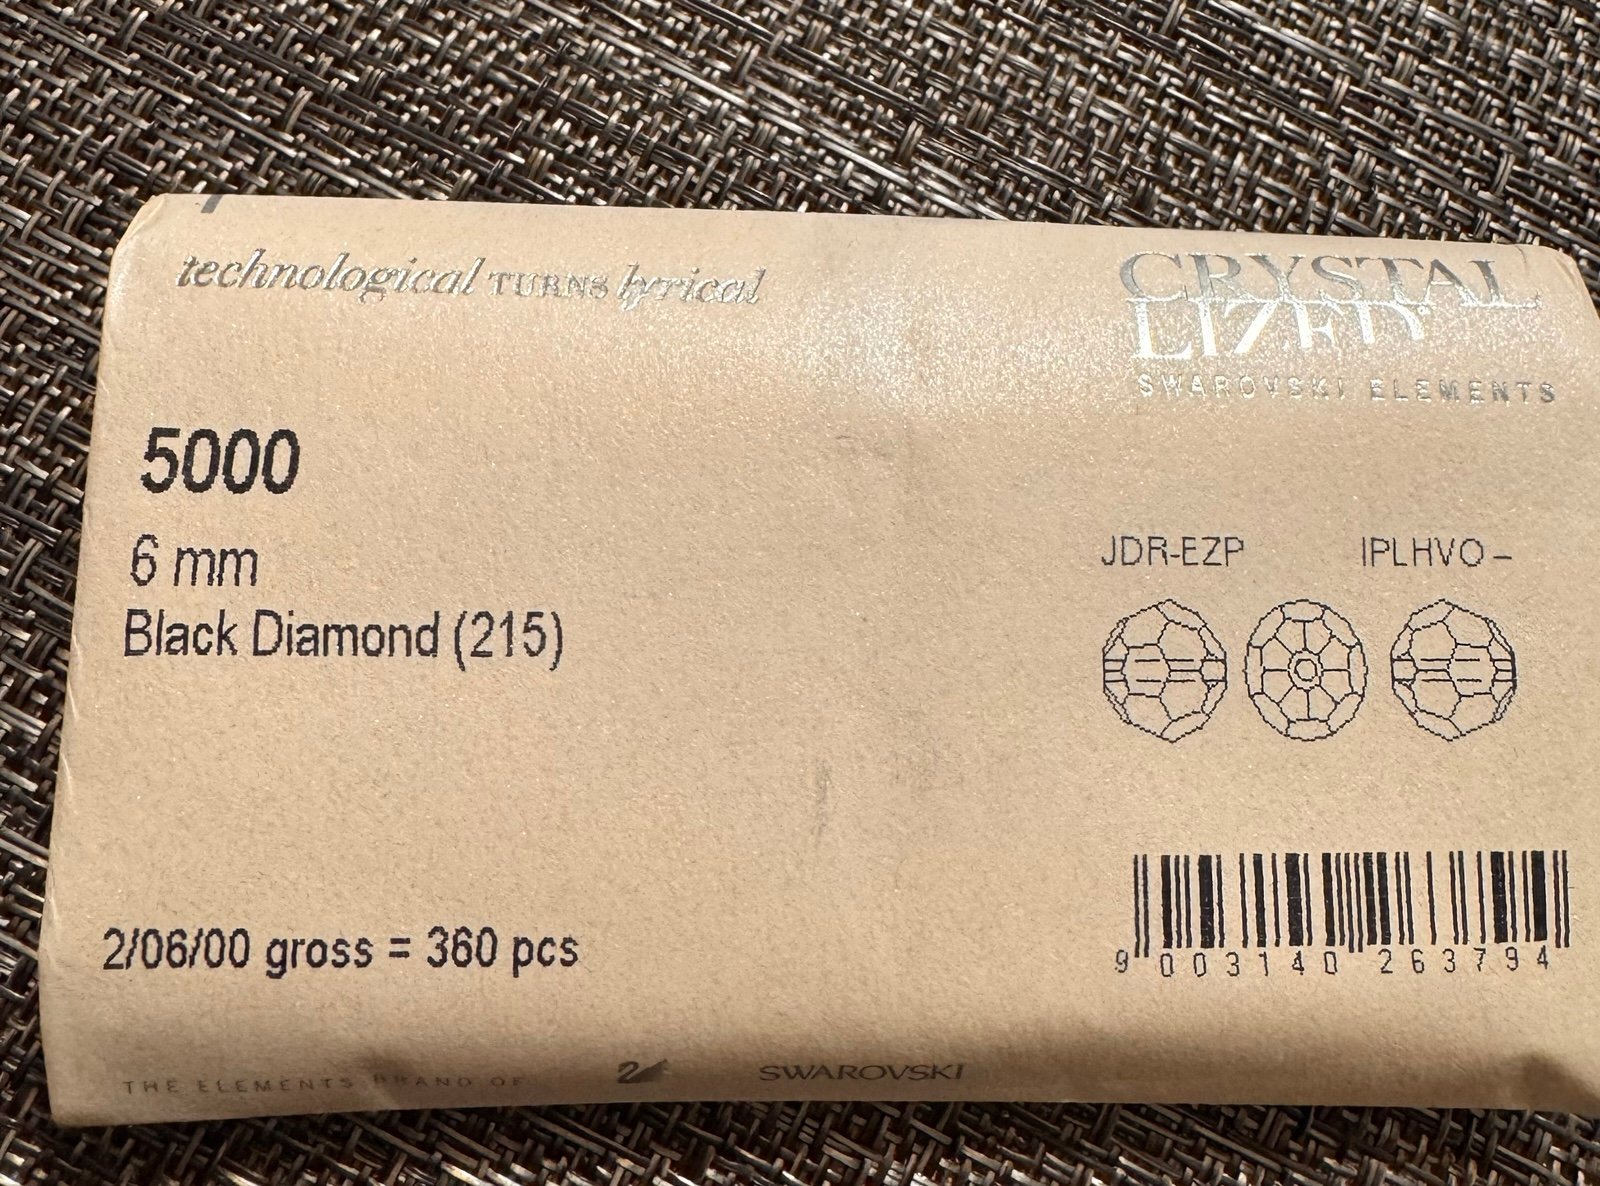 technological TURNS lyrical
CRYSTAL
LIZED
SWAROVSKI ELEMENTS
5000
6 mm
Black Diamond (215)
JDR-EZP IPLHVO–
2/06/00 gross = 360 pcs
9 003140 263794
THE ELEMENTS BRAND OF SWAROVSKI